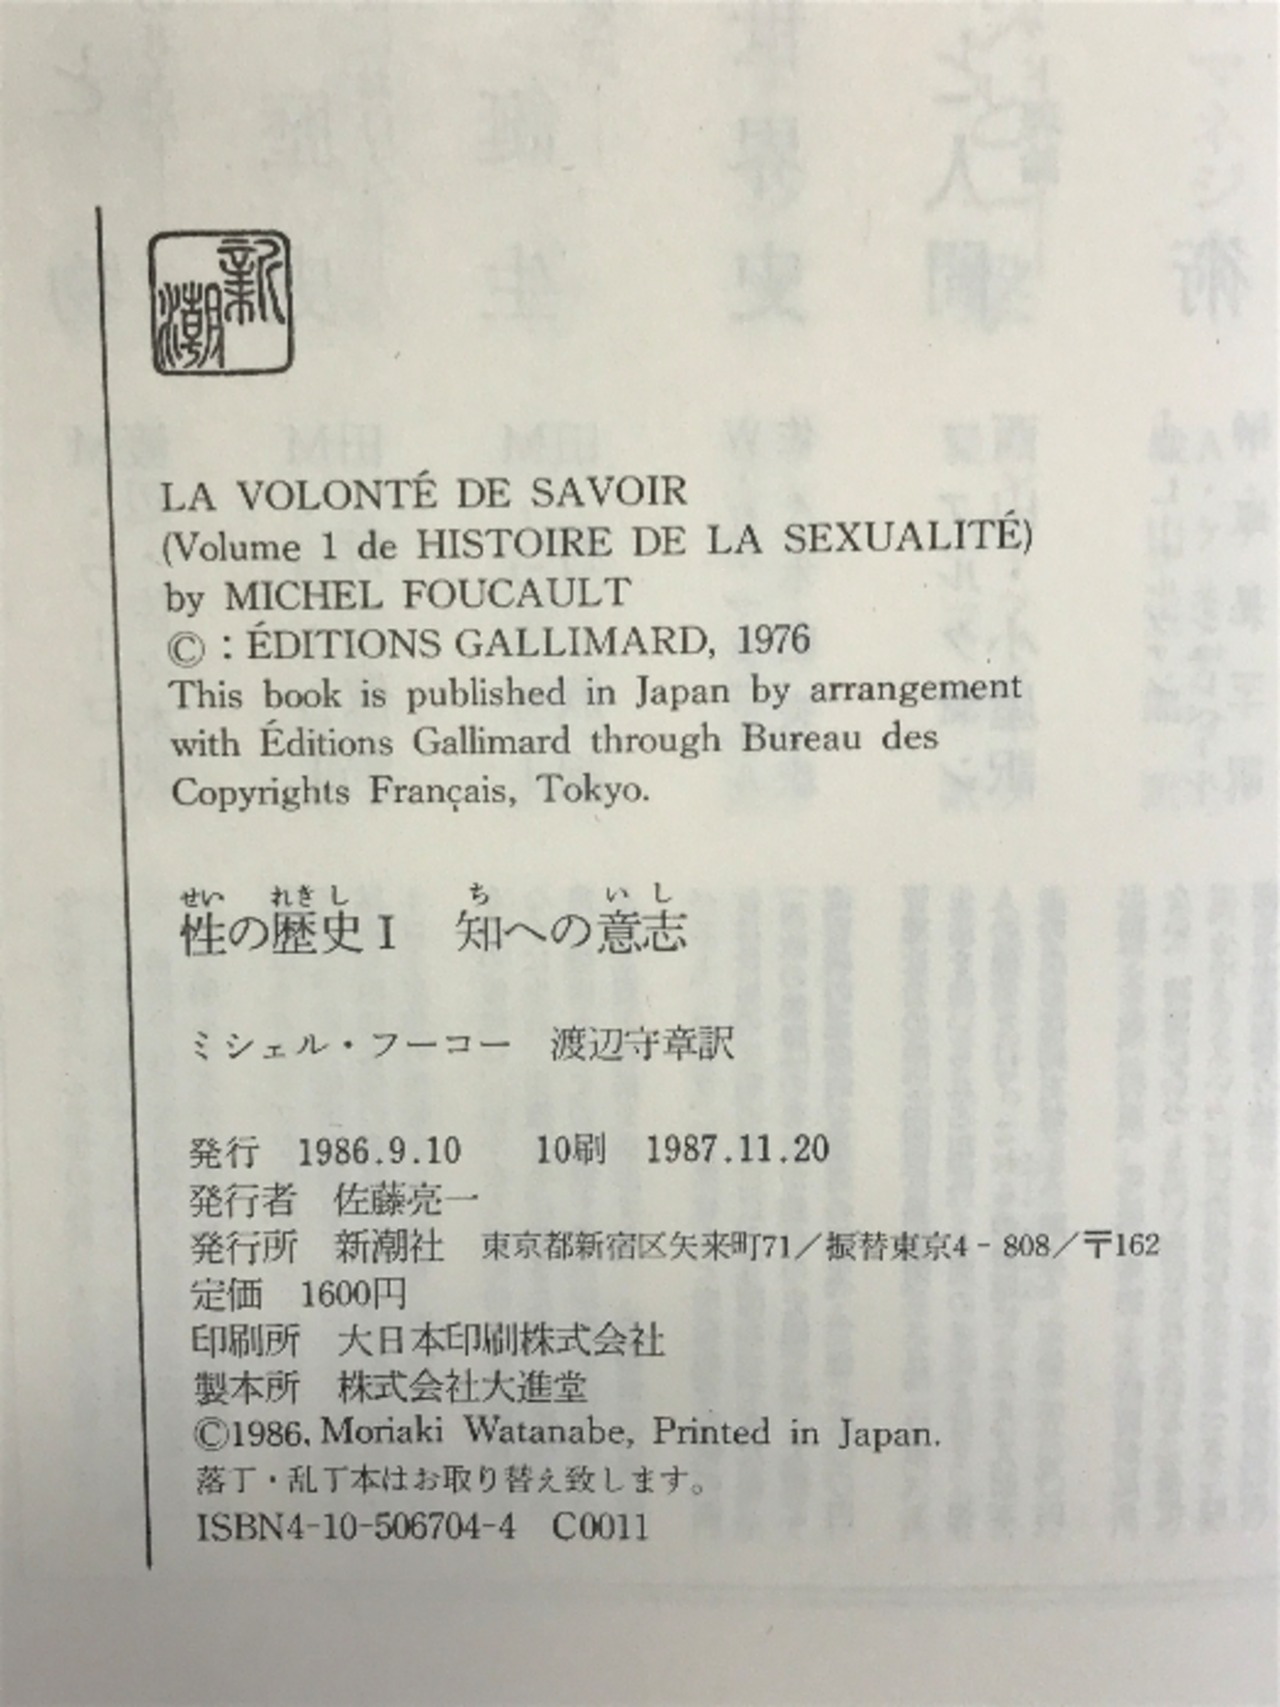 新潮
LA VOLONTÉ DE SAVOIR
(Volume 1 de HISTOIRE DE LA SEXUALITÉ)
by MICHEL FOUCAULT
©: ÉDITIONS GALLIMARD, 1976
This book is published in Japan by arrangement
with Éditions Gallimard through Bureau des
Copyrights Français, Tokyo.
せい れきし ち いし
性の歴史I 知への意志
ミシェル・フーコー 渡辺守章訳
発行 1986.9.10 10刷 1987.11.20
発行者 佐藤亮一
発行所 新潮社 東京都新宿区矢来町71/振替東京4-808/〒162
定価 1600円
印刷所 大日本印刷株式会社
製本所 株式会社大進堂
©1986, Moriaki Watanabe, Printed in Japan.
落丁・乱丁本はお取り替え致します。
ISBN4-10-506704-4 C0011